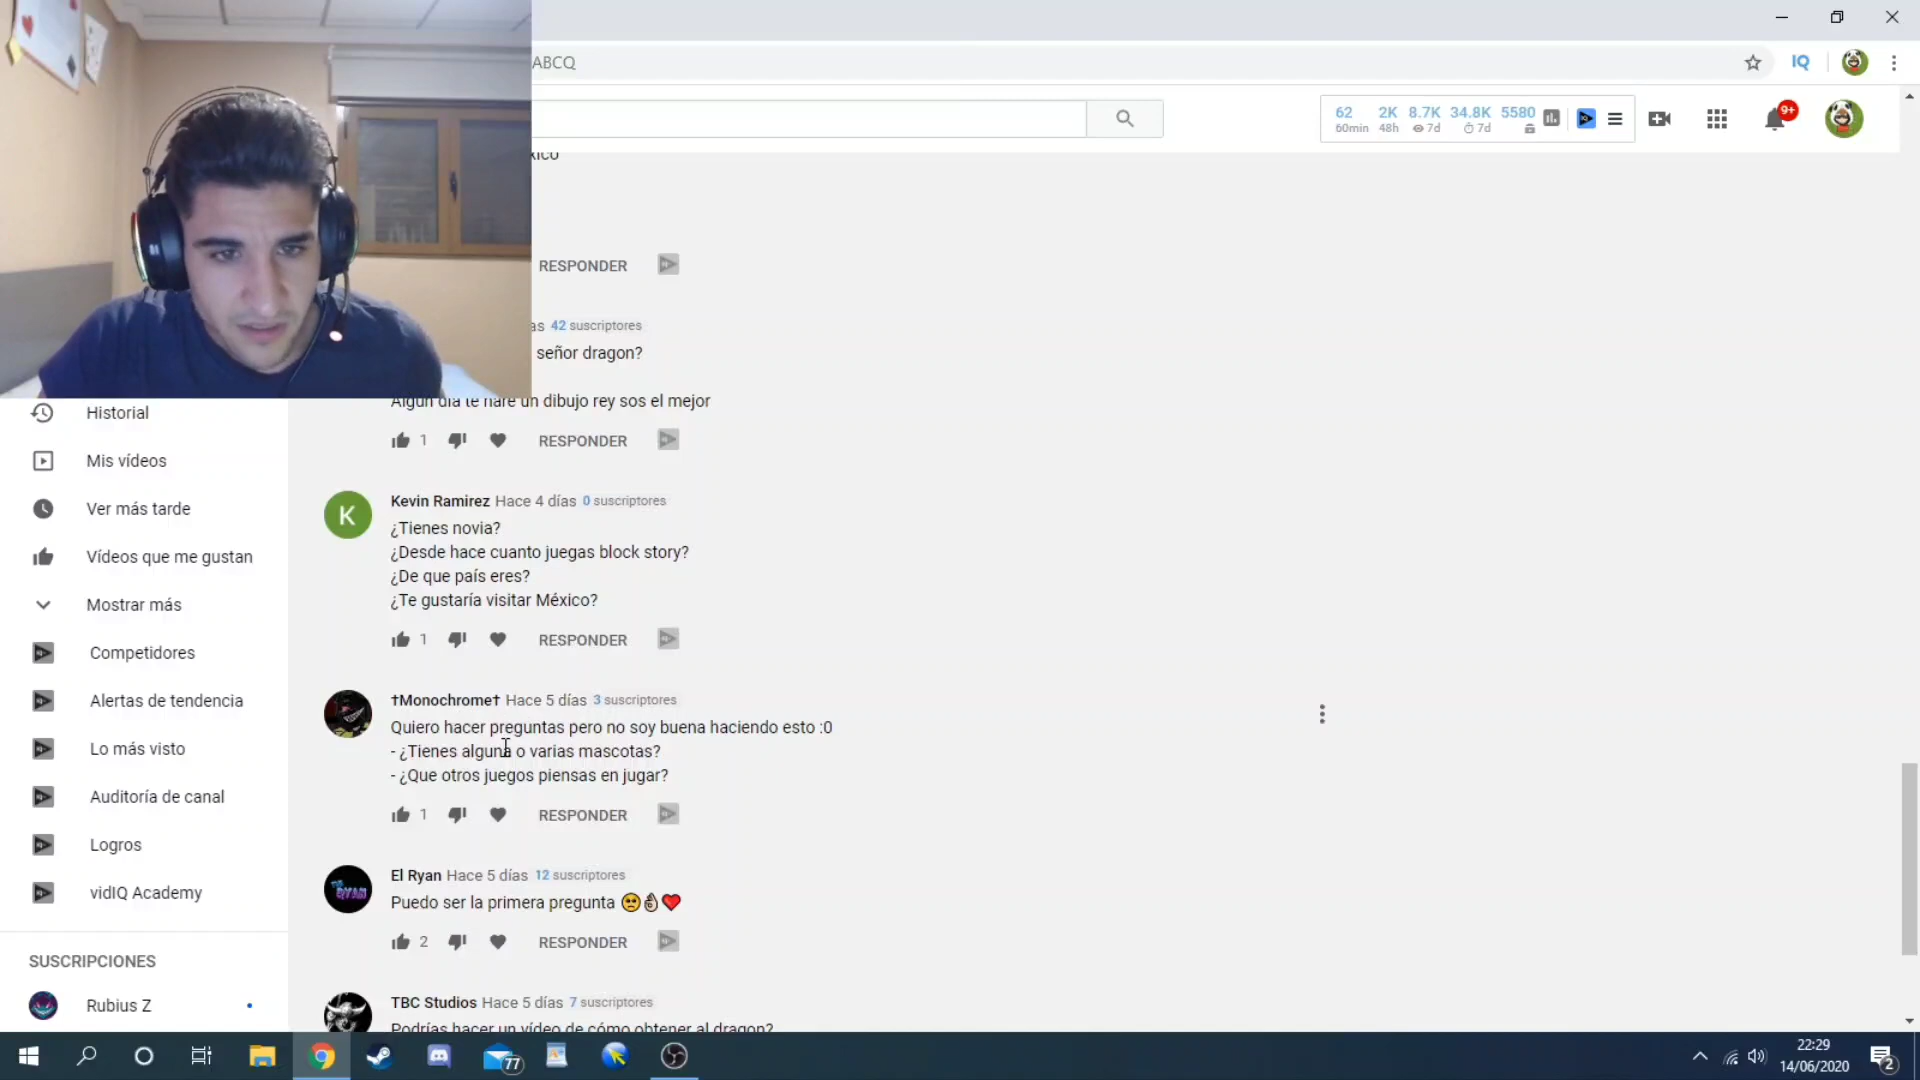 ABCQ
62 2K 8.7K 34.8K 5580
60min 48h 7d 7d
9+
IQ
RESPONDER
42 suscriptores
señor dragon?
Algun dia te hare un dibujo rey sos el mejor
1 RESPONDER
Historial
Mis vídeos
Ver más tarde
Vídeos que me gustan
Mostrar más
Competidores
Alertas de tendencia
Lo más visto
Auditoría de canal
Logros
vidIQ Academy
SUSCRIPCIONES
Rubius Z
K
Kevin Ramirez Hace 4 días 0 suscriptores
¿Tienes novia?
¿Desde hace cuanto juegas block story?
¿De que país eres?
¿Te gustaría visitar México?
1 RESPONDER
†Monochrome† Hace 5 días 3 suscriptores
Quiero hacer preguntas pero no soy buena haciendo esto :0
- ¿Tienes alguna o varias mascotas?
- ¿Que otros juegos piensas en jugar?
1 RESPONDER
El Ryan Hace 5 días 12 suscriptores
Puedo ser la primera pregunta 🥺👌❤️
2 RESPONDER
TBC Studios Hace 5 días 7 suscriptores
Podrías hacer un vídeo de cómo obtener al dragon?
77
22:29
14/06/2020
2